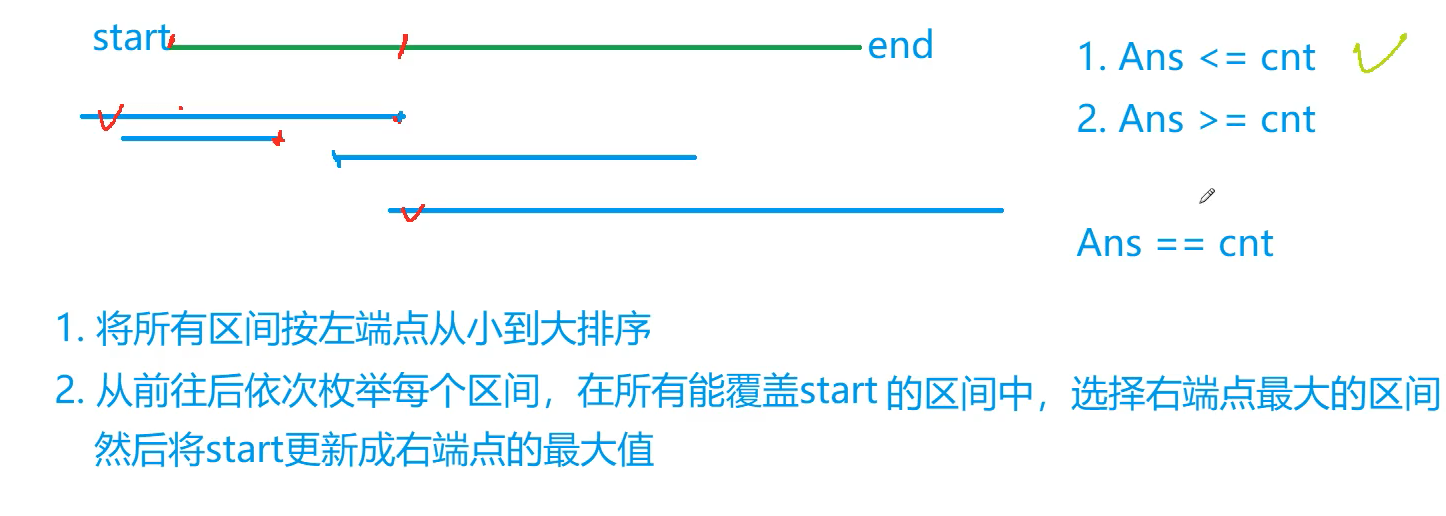 start
end
1. Ans <= cnt
2. Ans >= cnt
Ans == cnt
1. 将所有区间按左端点从小到大排序
2. 从前往后依次枚举每个区间，在所有能覆盖start 的区间中，选择右端点最大的区间
然后将start更新成右端点的最大值